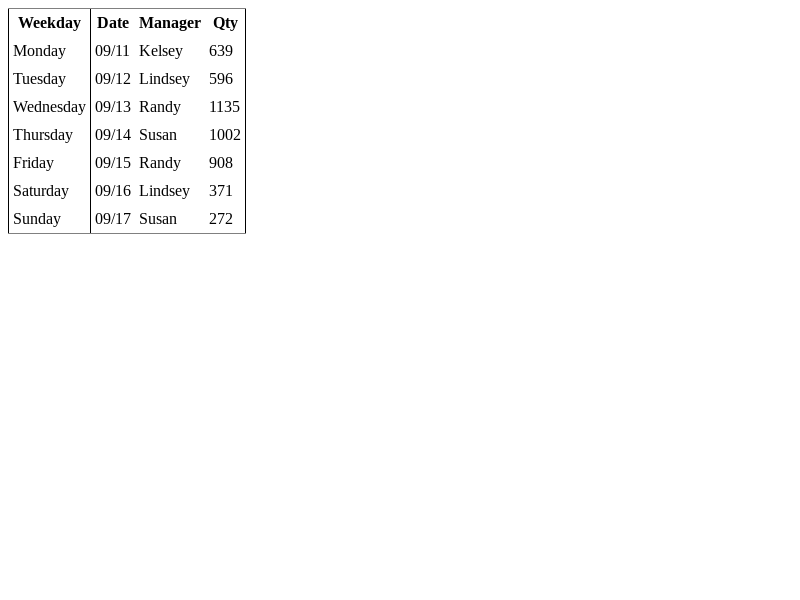 Weekday Date Manager Qty
Monday 09/11 Kelsey 639
Tuesday 09/12 Lindsey 596
Wednesday 09/13 Randy 1135
Thursday 09/14 Susan 1002
Friday 09/15 Randy 908
Saturday 09/16 Lindsey 371
Sunday 09/17 Susan 272